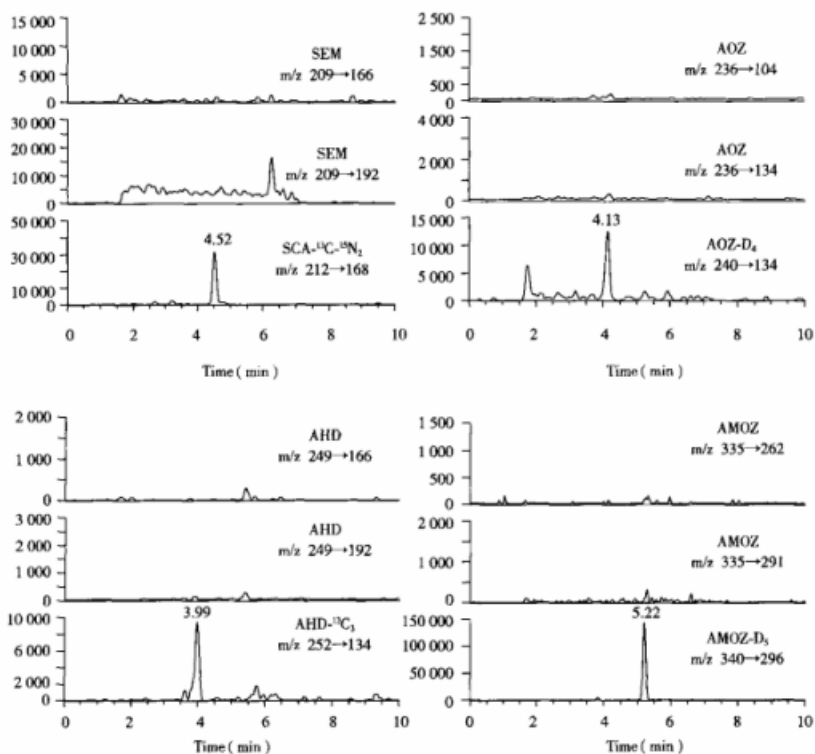 15 000
10 000
5 000
0
SEM
m/z 209→166
30 000
20 000
10 000
0
SEM
m/z 209→192
50 000
30 000
10 000
4.52
SCA-¹³C-¹⁵N₂
m/z 212→168
0 2 4 6 8 10
Time ( min )
2 500
1 500
500
0
AOZ
m/z 236→104
4 000
2 000
0
AOZ
m/z 236→134
15 000
10 000
5 000
0
4.13
AOZ-D₄
m/z 240→134
0 2 4 6 8 10
Time ( min )
2 000
1 000
0
AHD
m/z 249→166
3 000
2 000
1 000
0
AHD
m/z 249→192
10 000
6 000
2 000
0
3.99
AHD-¹³C₃
m/z 252→134
0 2 4 6 8 10
Time ( min )
1 500
1 000
500
0
AMOZ
m/z 335→262
2 000
1 000
0
AMOZ
m/z 335→291
150 000
100 000
50 000
0
5.22
AMOZ-D₅
m/z 340→296
0 2 4 6 8 10
Time ( min )